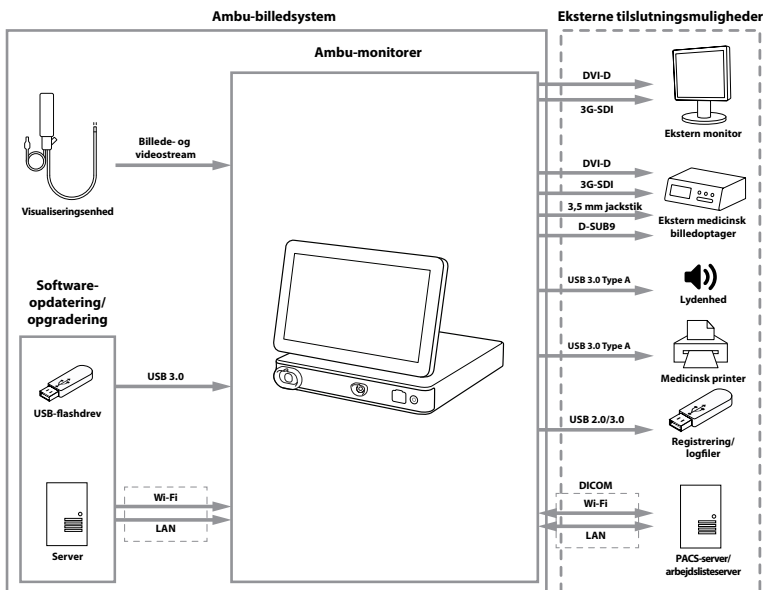 Ambu-billedsystem
Eksterne tilslutningsmuligheder
Ambu-monitorer
Billede- og
videostream
Visualiseringsenhed
Software-
opdatering/
opgradering
USB 3.0
USB-flashdrev
Wi-Fi
LAN
Server
DVI-D
3G-SDI
Ekstern monitor
DVI-D
3G-SDI
3,5 mm jackstik
D-SUB9
Ekstern medicinsk
billedoptager
USB 3.0 Type A
Lydenhed
USB 3.0 Type A
Medicinsk printer
USB 2.0/3.0
Registrering/
logfiler
DICOM
Wi-Fi
LAN
PACS-server/
arbejdslisteserver